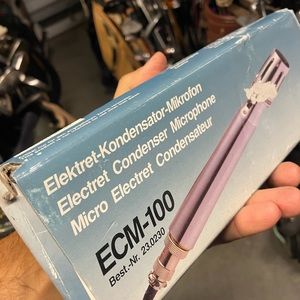 Elektret-Kondensator-Mikrofon
Electret Condenser Microphone
Micro Electret Condensateur
ECM-100
Best.-Nr. 23.0230